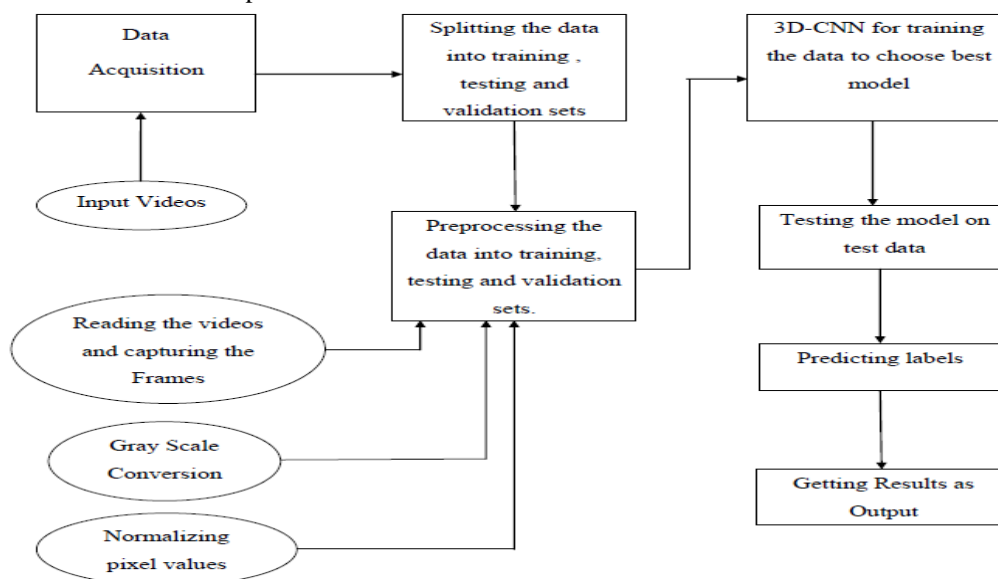 Data
Acquisition
Splitting the data
into training ,
testing and
validation sets
3D-CNN for training
the data to choose best
model
Input Videos
Preprocessing the
data into training,
testing and validation
sets.
Testing the model on
test data
Reading the videos
and capturing the
Frames
Predicting labels
Gray Scale
Conversion
Getting Results as
Output
Normalizing
pixel values